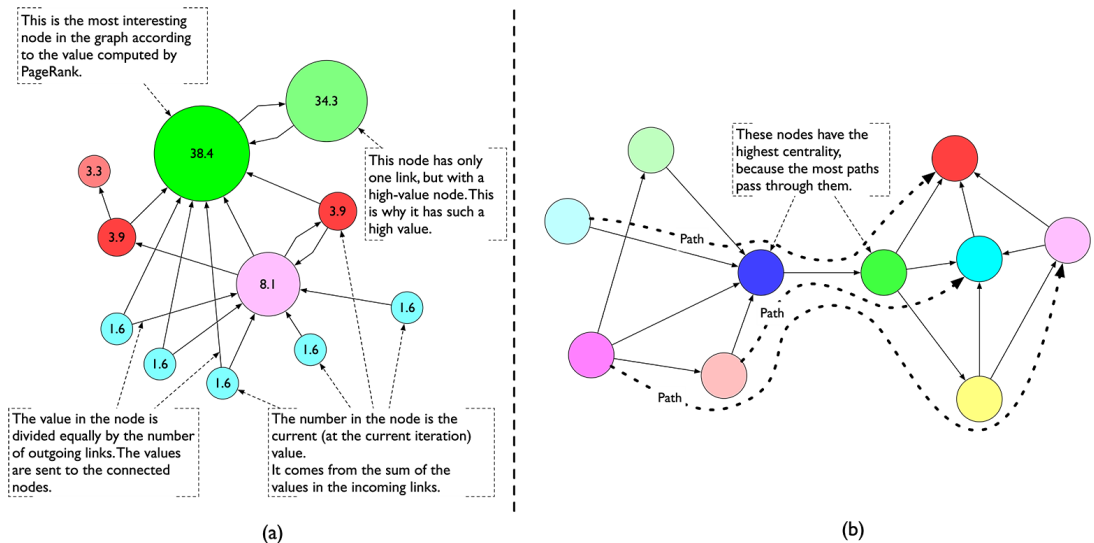 This is the most interesting
node in the graph according
to the value computed by
PageRank.
34.3
38.4
3.3
This node has only
one link, but with a
high-value node. This
is why it has such a
high value.
3.9
3.9
8.1
1.6
1.6
1.6
1.6
1.6
The value in the node is
divided equally by the number
of outgoing links. The values
are sent to the connected
nodes.
The number in the node is the
current (at the current iteration)
value.
It comes from the sum of the
values in the incoming links.
(a)
These nodes have the
highest centrality,
because the most paths
pass through them.
Path
Path
Path
(b)